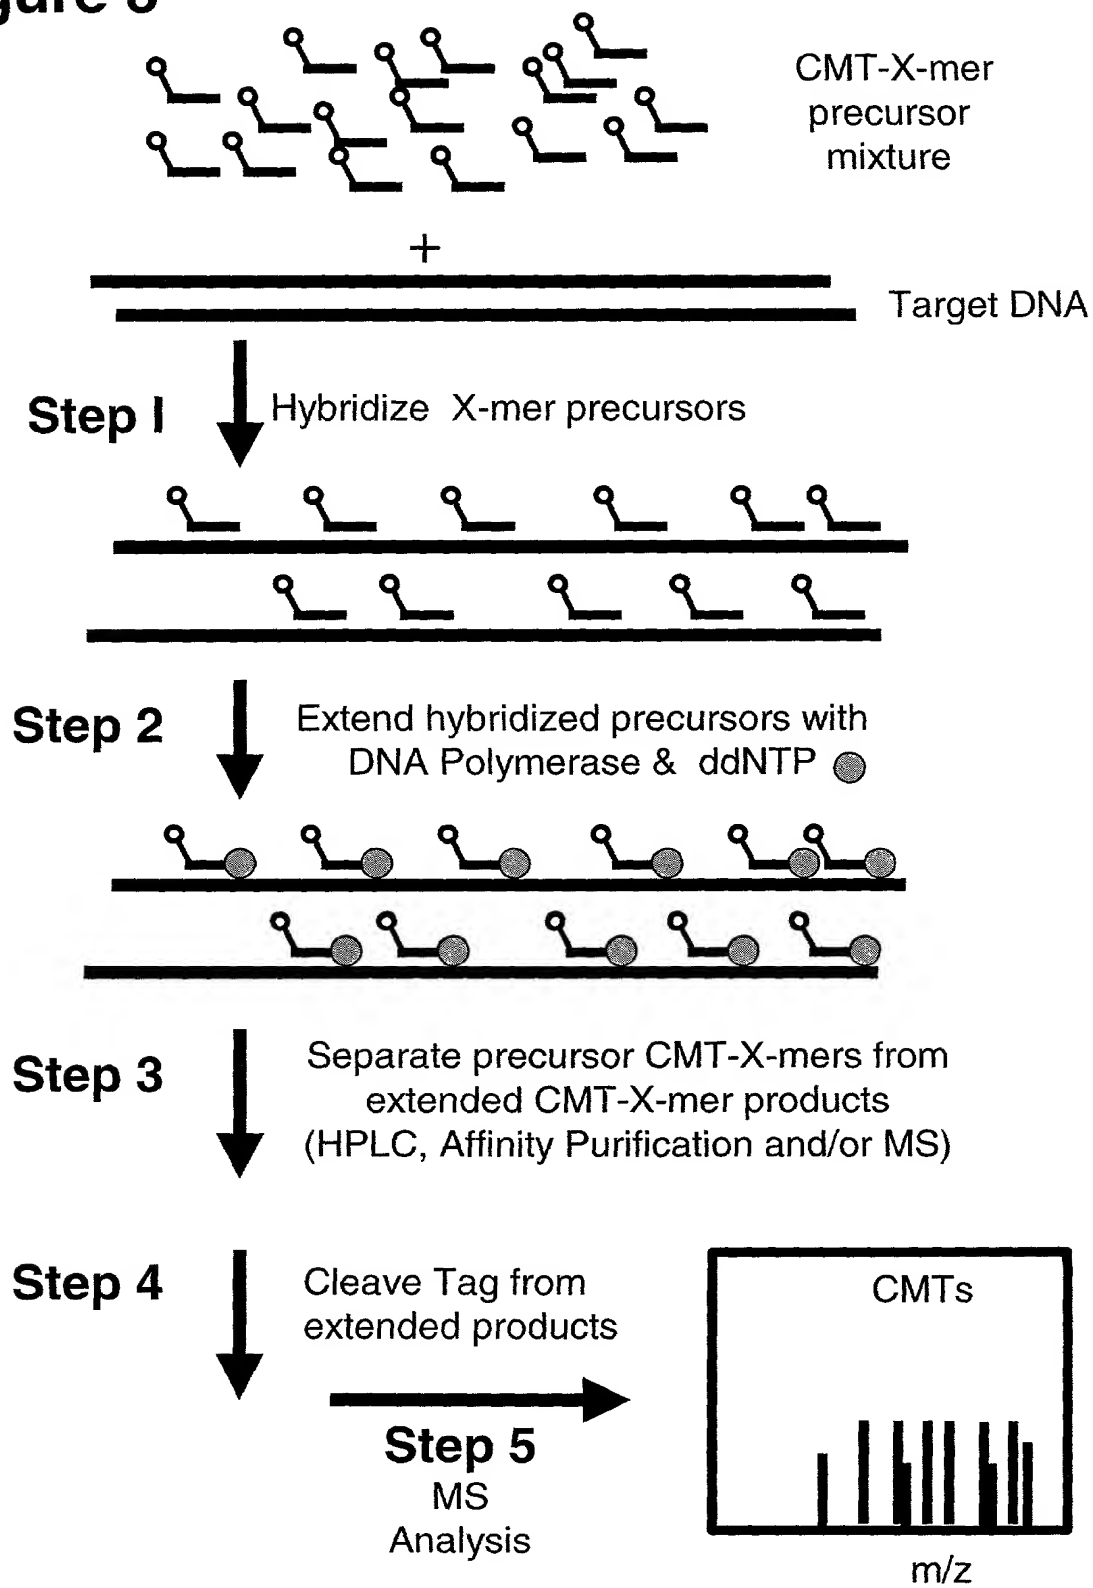 CMT-X-mer
precursor
mixture
+
Target DNA
Step I
Hybridize X-mer precursors
Step 2
Extend hybridized precursors with
DNA Polymerase & ddNTP
Step 3
Separate precursor CMT-X-mers from
extended CMT-X-mer products
(HPLC, Affinity Purification and/or MS)
Step 4
Cleave Tag from
extended products
CMTs
Step 5
MS
Analysis
m/z